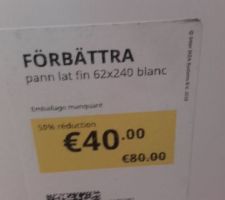 FÖRBÄTTRA
pann lat fin 62x240 blanc
Emballage manquant
50% réduction
€40.00
€80.00